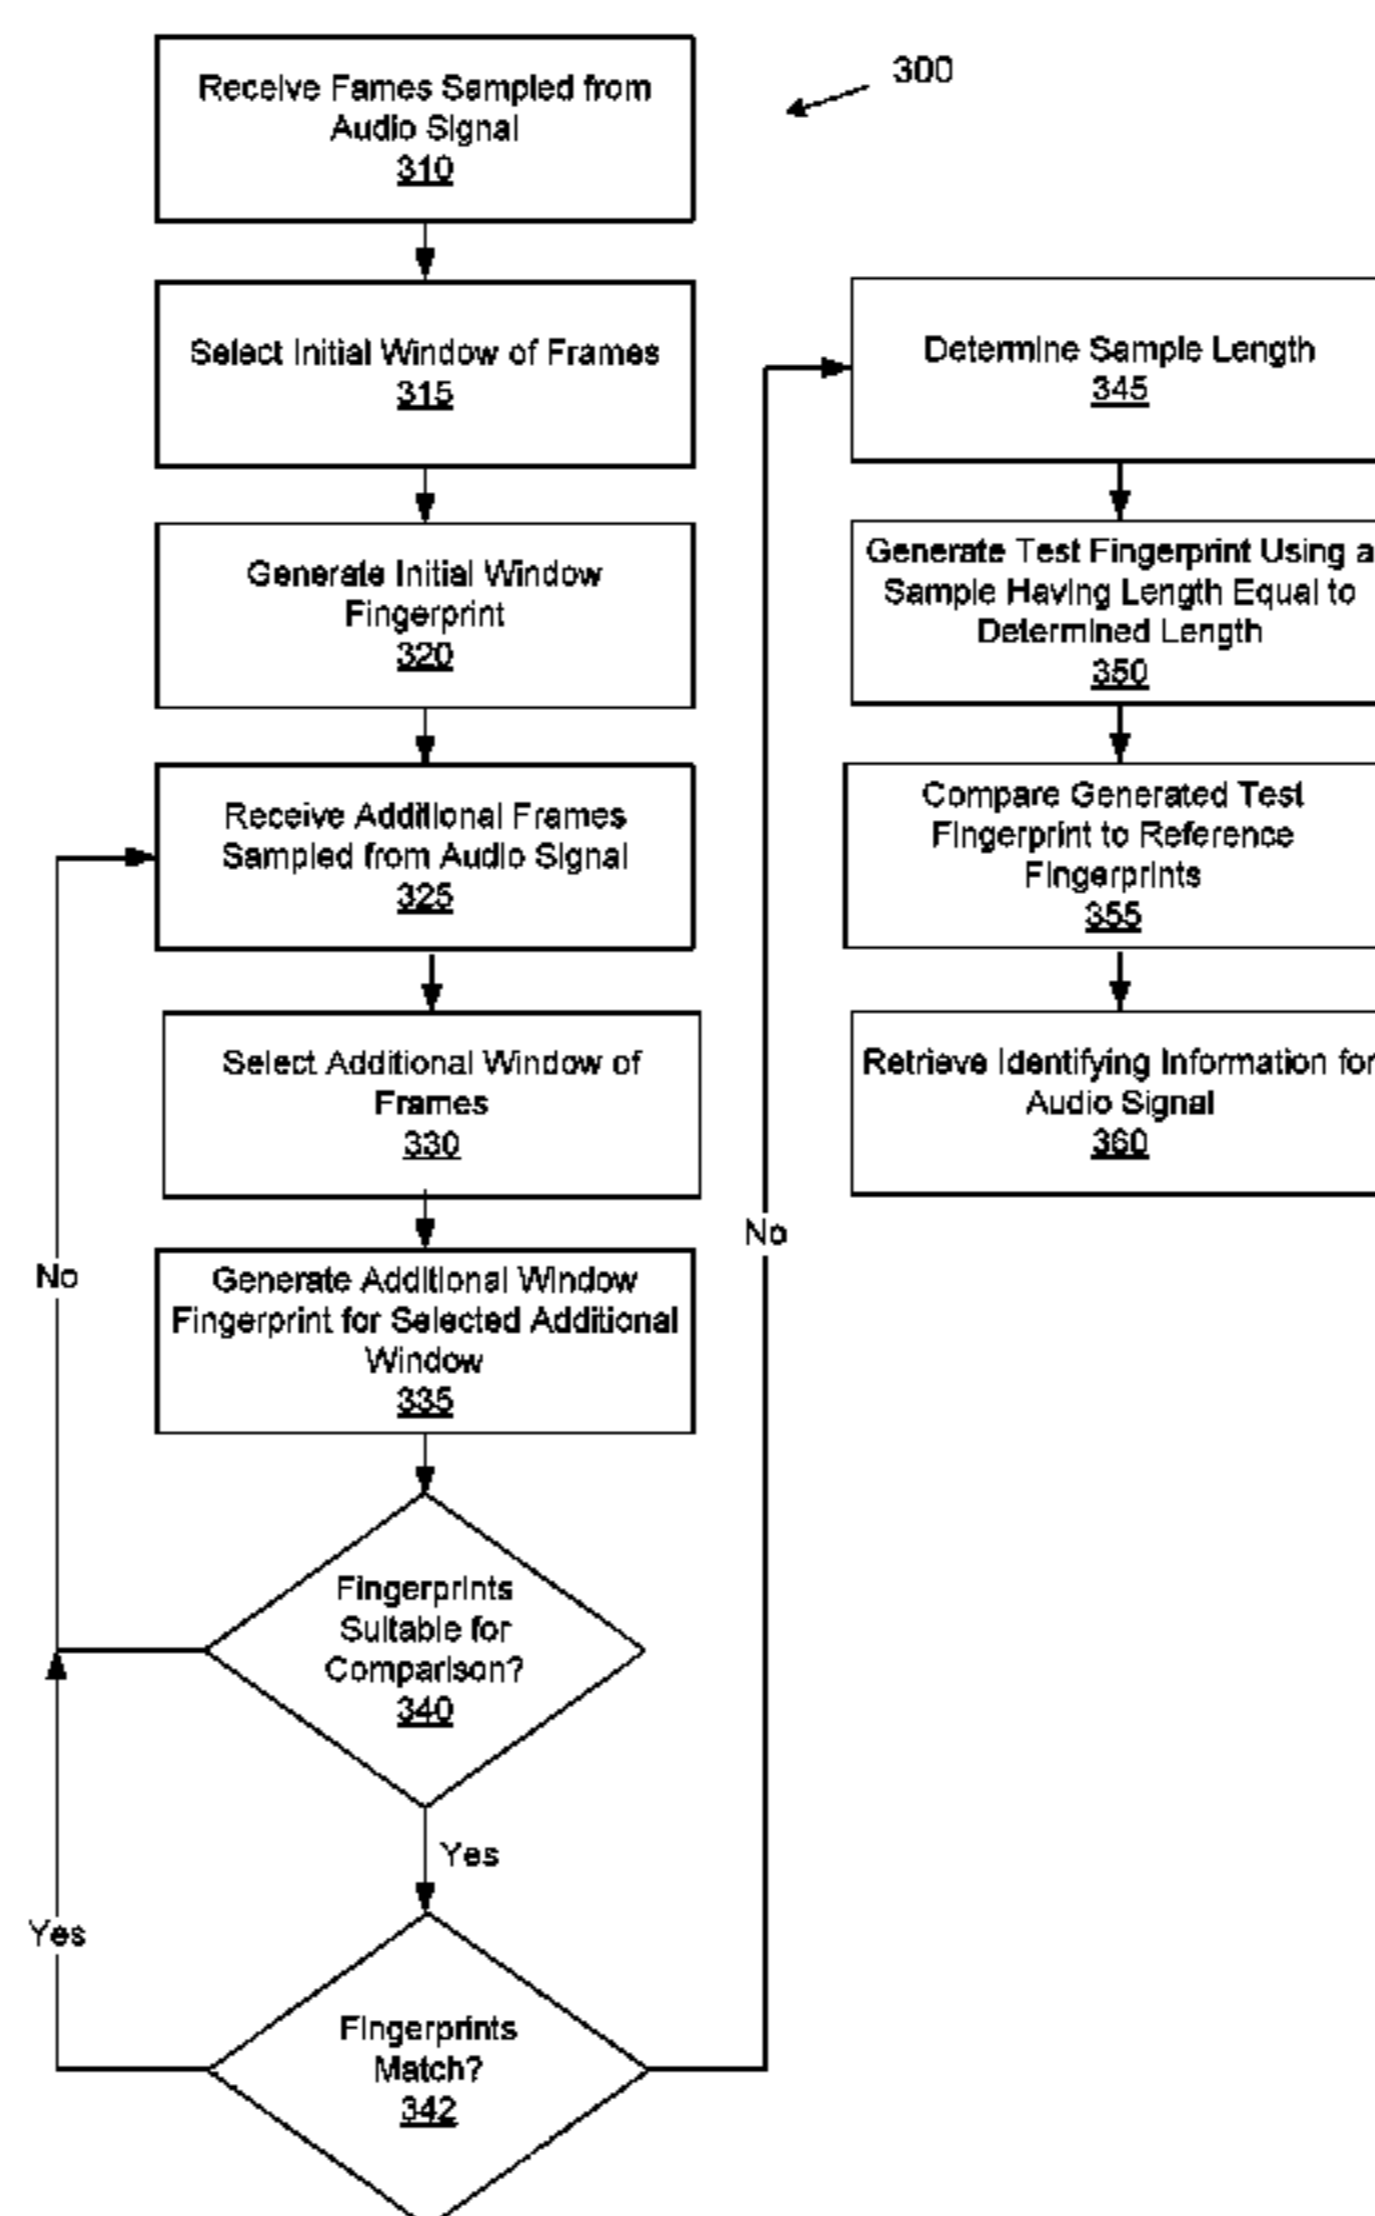 300
Receive Fames Sampled from
Audio Signal
310
Select Initial Window of Frames
315
Generate Initial Window
Fingerprint
320
Receive Additional Frames
Sampled from Audio Signal
325
Select Additional Window of
Frames
330
Generate Additional Window
Fingerprint for Selected Additional
Window
335
Fingerprints
Suitable for
Comparison?
340
No
Yes
Fingerprints
Match?
342
Yes
No
Determine Sample Length
345
Generate Test Fingerprint Using a
Sample Having Length Equal to
Determined Length
350
Compare Generated Test
Fingerprint to Reference
Fingerprints
355
Retrieve Identifying Information for
Audio Signal
360